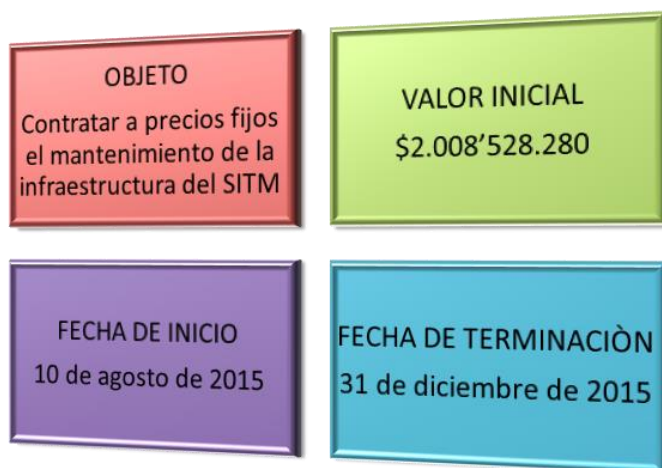 OBJETO
Contratar a precios fijos
el mantenimiento de la
infraestructura del SITM
VALOR INICIAL
$2.008’528.280
FECHA DE INICIO
10 de agosto de 2015
FECHA DE TERMINACIÒN
31 de diciembre de 2015